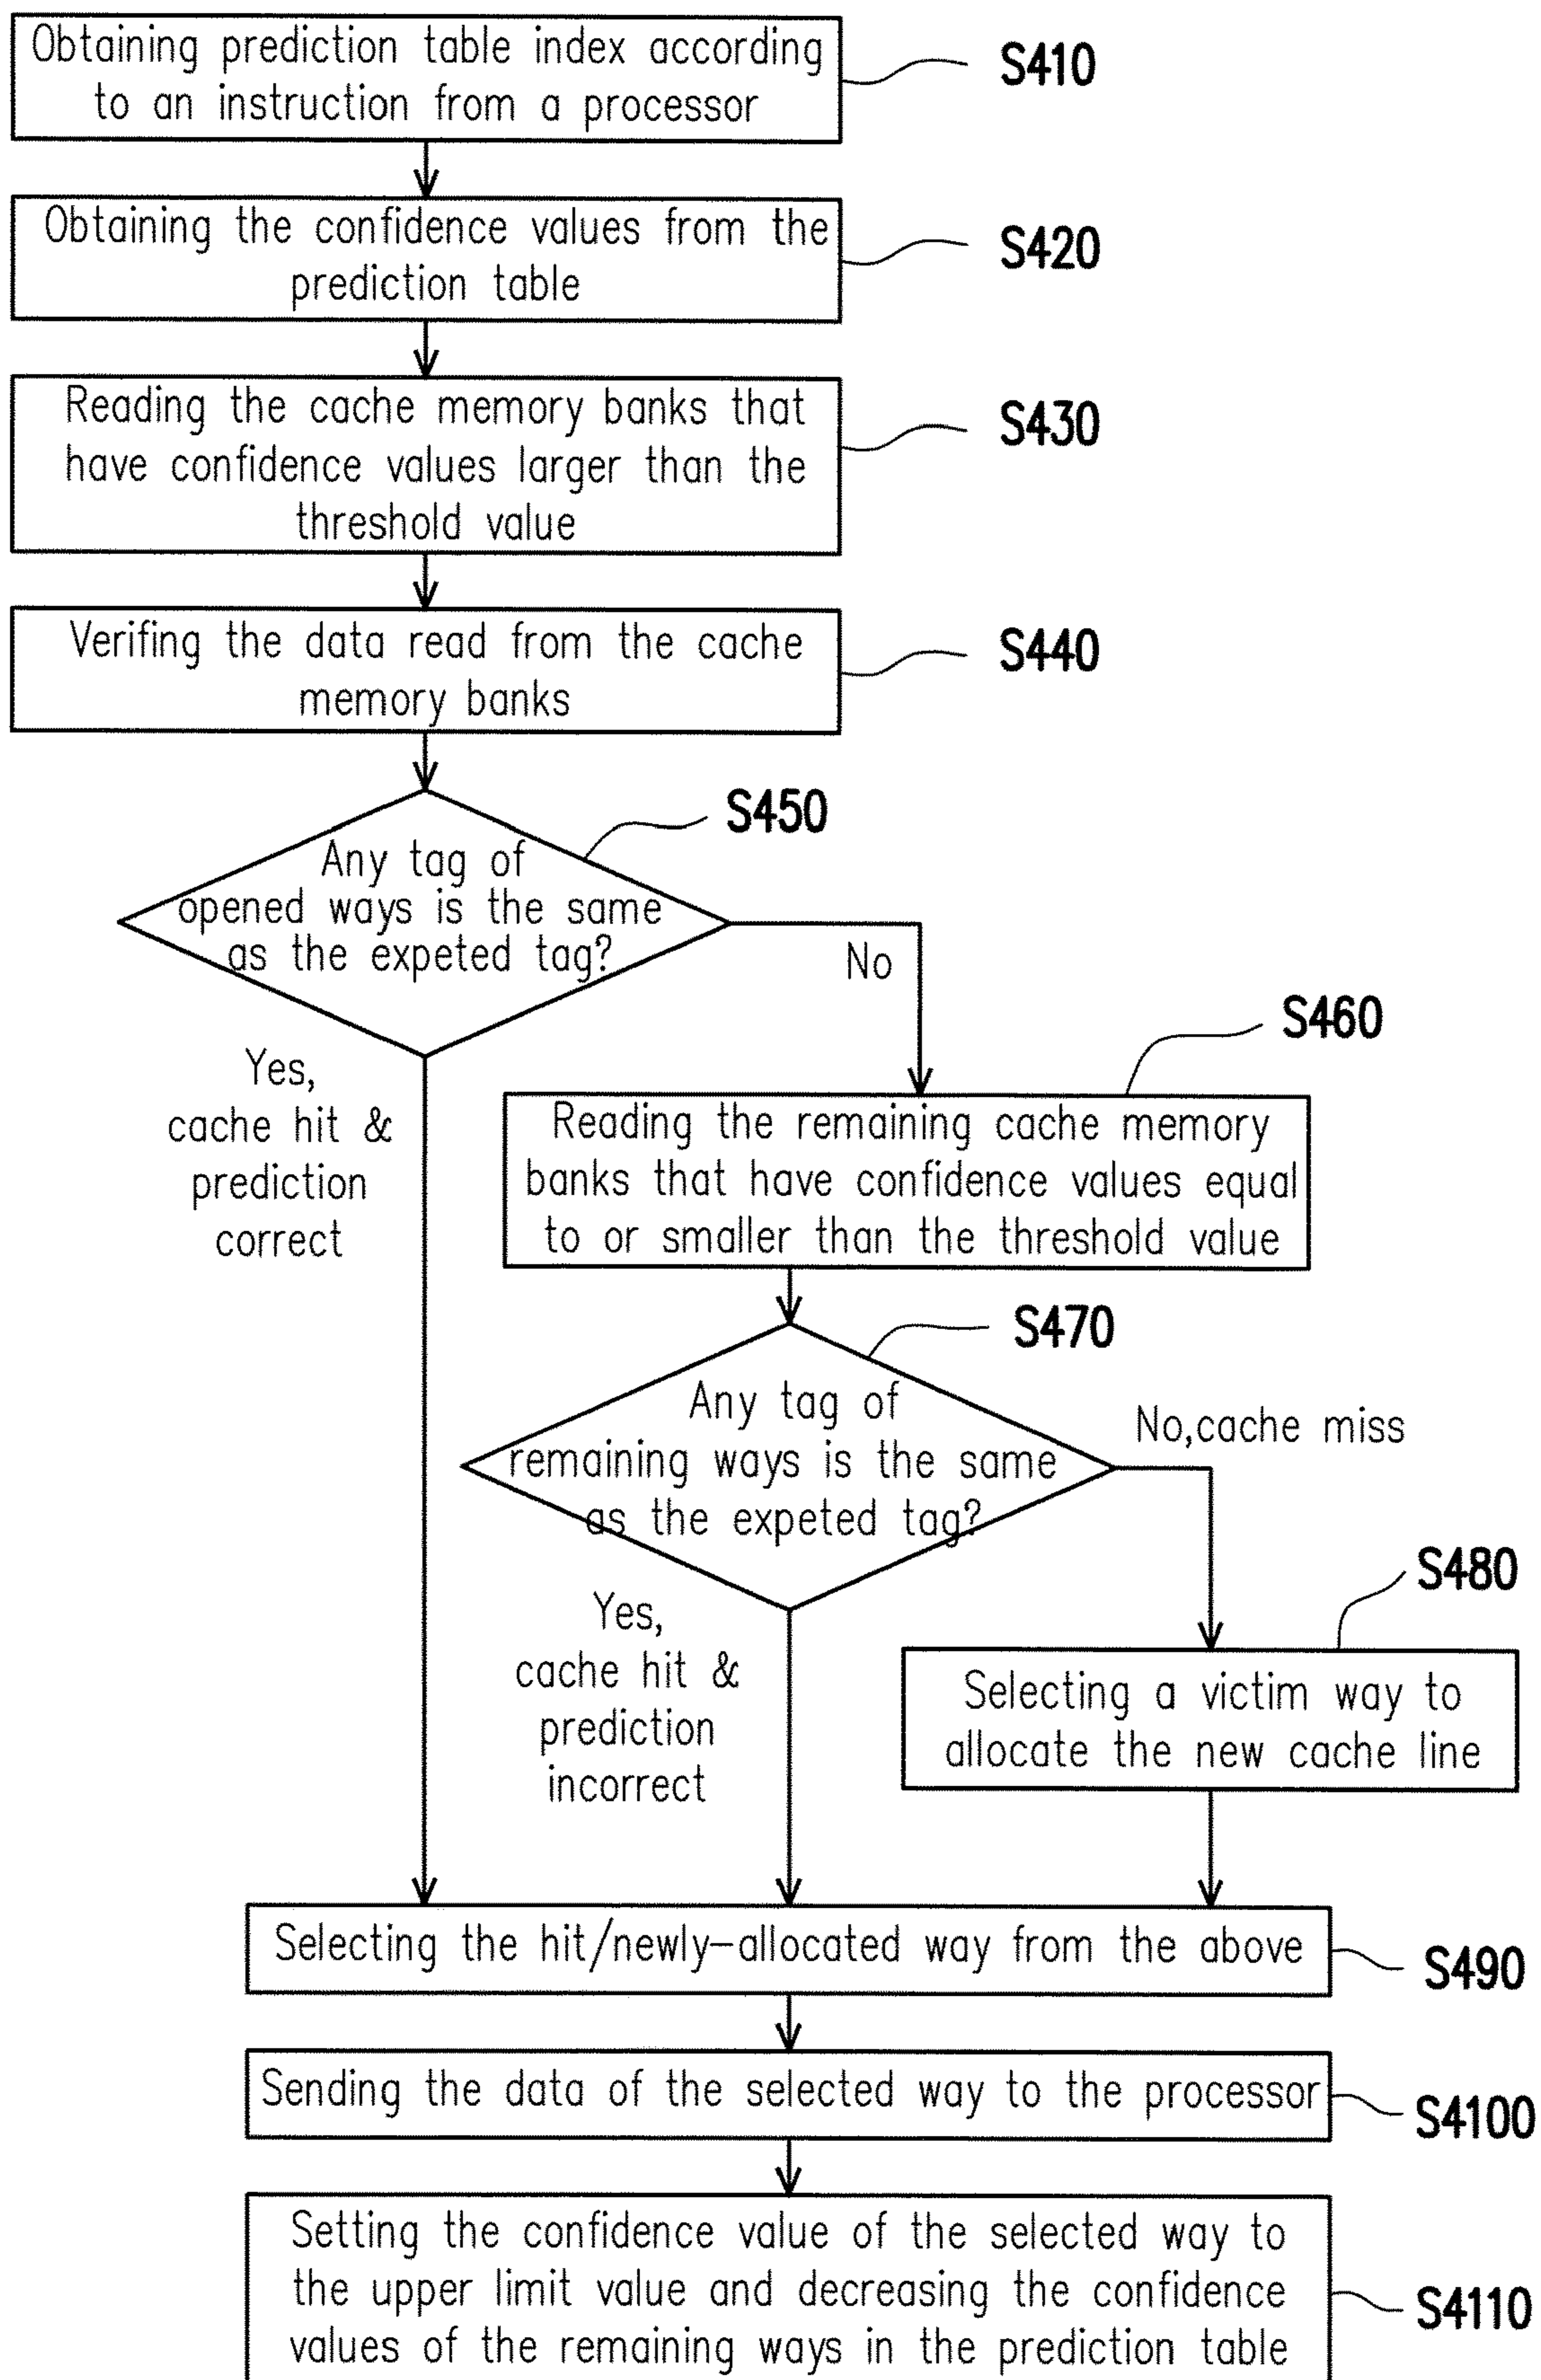 Obtaining prediction table index according
to an instruction from a processor
S410
Obtaining the confidence values from the
prediction table
S420
Reading the cache memory banks that
have confidence values larger than the
threshold value
S430
Verifing the data read from the cache
memory banks
S440
Any tag of
opened ways is the same
as the expeted tag?
S450
No
Yes,
cache hit &
prediction
correct
S460
Reading the remaining cache memory
banks that have confidence values equal
to or smaller than the threshold value
S470
Any tag of
remaining ways is the same
as the expeted tag?
No,cache miss
Yes,
cache hit &
prediction
incorrect
S480
Selecting a victim way to
allocate the new cache line
Selecting the hit/newly-allocated way from the above
S490
Sending the data of the selected way to the processor
S4100
Setting the confidence value of the selected way to
the upper limit value and decreasing the confidence
values of the remaining ways in the prediction table
S4110